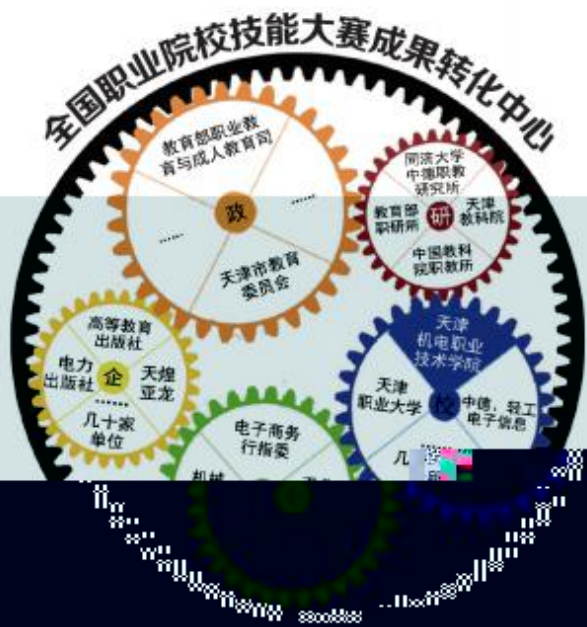 全国职业院校技能大赛成果转化中心
教育部职业教
育与成人教育司
……
……
政
天津市教育
委员会
同济大学
中德职教
研究所
教育部
职研所
研
天津
教科院
中国教科
院职教所
高等教育
出版社
电力
出版社
企
天煌
亚龙
……
几十家
单位
天津
机电职业
技术学院
天津
职业大学
校
中德，轻工
电子信息
……
几
电子商务
行指委
机械